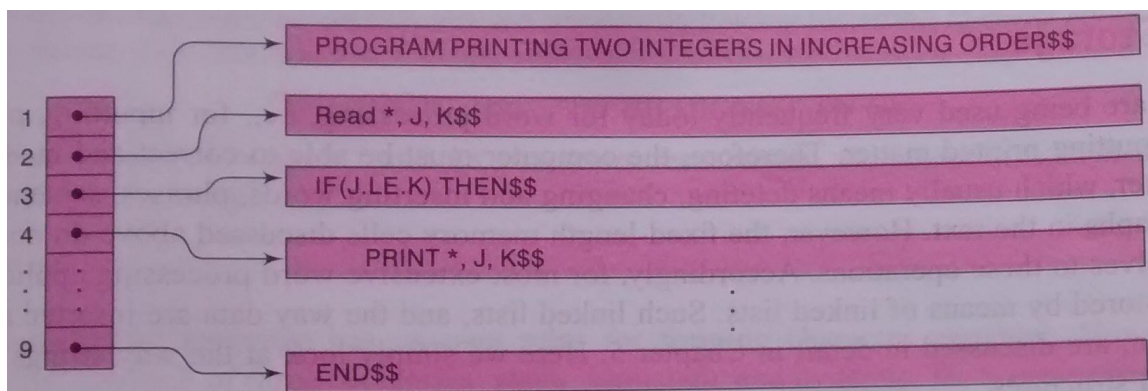 PROGRAM PRINTING TWO INTEGERS IN INCREASING ORDER$$
1
Read *, J, K$$
2
IF(J.LE.K) THEN$$
3
4
PRINT *, J, K$$
9
END$$